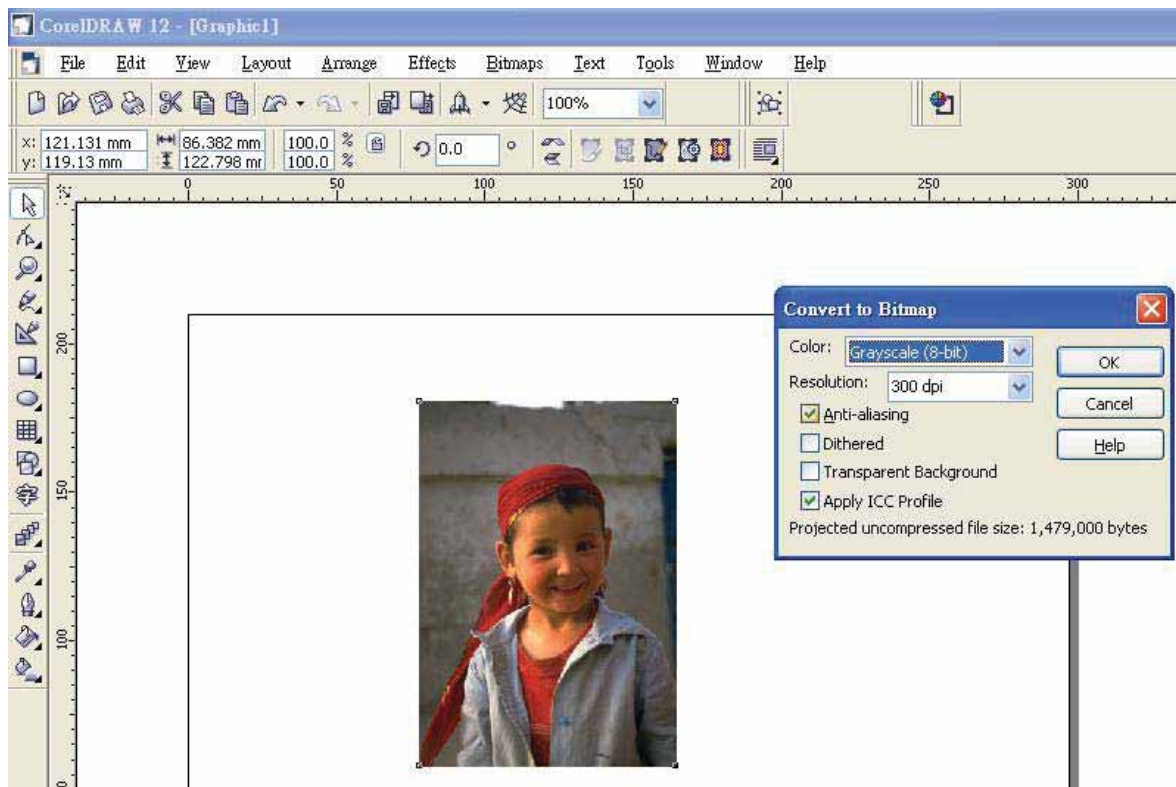 CorelDRAW 12 - [Graphic1]
File Edit View Layout Arrange Effects Bitmaps Text Tools Window Help
100%
x: 121.131 mm 86.382 mm 100.0 % 0.0 °
y: 119.13 mm 122.798 mr 100.0 %
0 50 100 150 200 250 300
200
150
100
Convert to Bitmap
Color: Grayscale (8-bit)
OK
Resolution: 300 dpi
Cancel
Anti-aliasing
Help
Dithered
Transparent Background
Apply ICC Profile
Projected uncompressed file size: 1,479,000 bytes